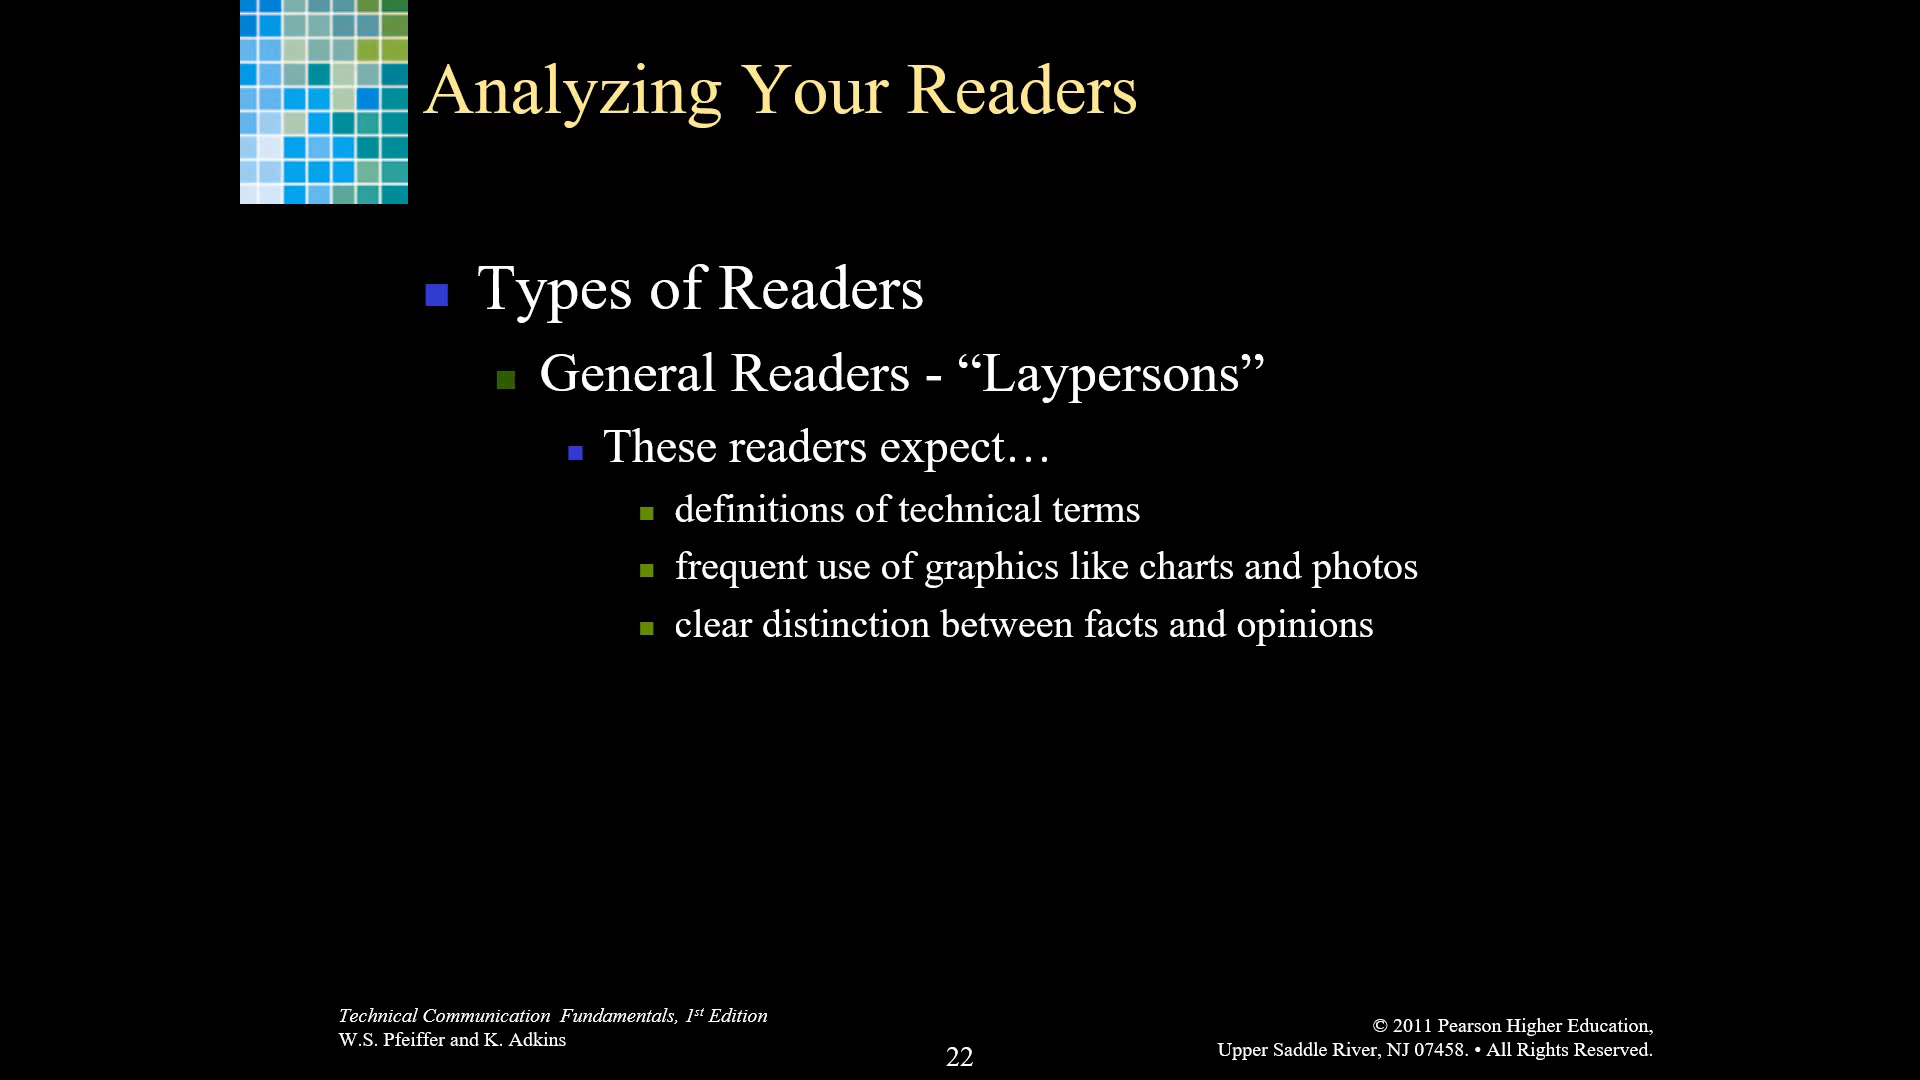 Analyzing Your Readers
Types of Readers
General Readers - “Laypersons”
These readers expect…
definitions of technical terms
frequent use of graphics like charts and photos
clear distinction between facts and opinions
Technical Communication  Fundamentals, 1st Edition
W.S. Pfeiffer and K. Adkins
22
© 2011 Pearson Higher Education,
Upper Saddle River, NJ 07458. • All Rights Reserved.